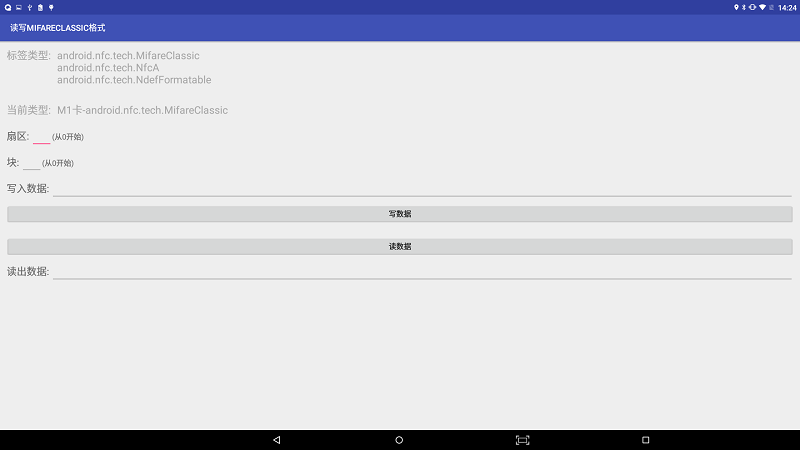 14:24
读写MIFARECLASSIC格式
标签类型: android.nfc.tech.MifareClassic
android.nfc.tech.NfcA
android.nfc.tech.NdefFormatable
当前类型: M1卡-android.nfc.tech.MifareClassic
扇区: (从0开始)
块: (从0开始)
写入数据:
写数据
读数据
读出数据: